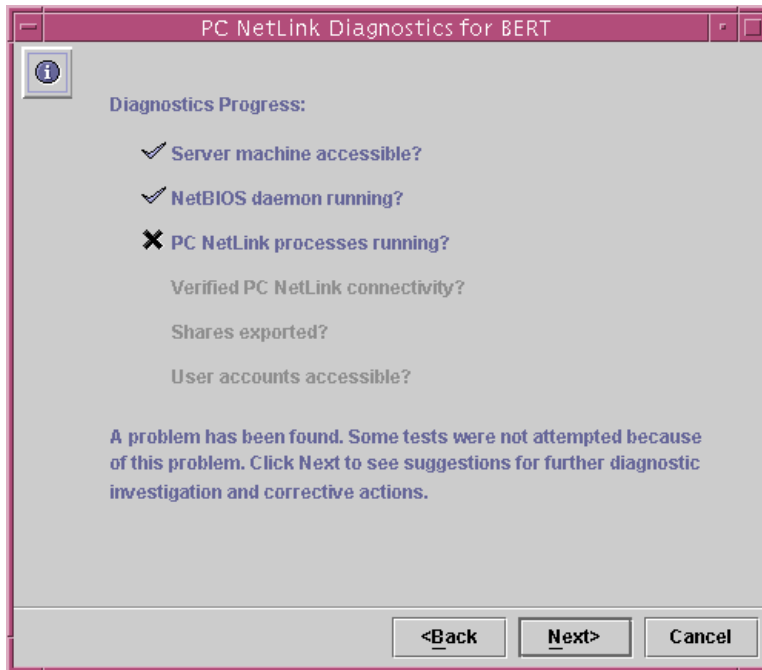 PC NetLink Diagnostics for BERT
Diagnostics Progress:
Server machine accessible?
NetBIOS daemon running?
PC NetLink processes running?
Verified PC NetLink connectivity?
Shares exported?
User accounts accessible?
A problem has been found. Some tests were not attempted because
of this problem. Click Next to see suggestions for further diagnostic
investigation and corrective actions.
<Back Next> Cancel